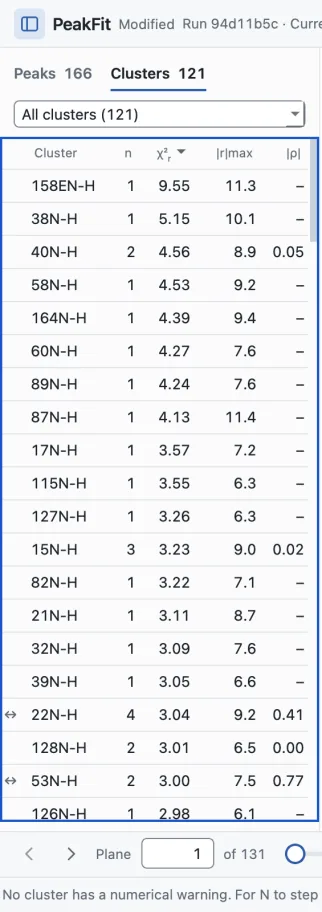 PeakFit Modified Run 94d11b5c · Curre
Peaks 166 Clusters 121
All clusters (121)
Cluster n χ²ᵣ |r|max |ρ|
158EN-H 1 9.55 11.3 –
38N-H 1 5.15 10.1 –
40N-H 2 4.56 8.9 0.05
58N-H 1 4.53 9.2 –
164N-H 1 4.39 9.4 –
60N-H 1 4.27 7.6 –
89N-H 1 4.24 7.6 –
87N-H 1 4.13 11.4 –
17N-H 1 3.57 7.2 –
115N-H 1 3.55 6.3 –
127N-H 1 3.26 6.3 –
15N-H 3 3.23 9.0 0.02
82N-H 1 3.22 7.1 –
21N-H 1 3.11 8.7 –
32N-H 1 3.09 7.6 –
39N-H 1 3.05 6.6 –
↔ 22N-H 4 3.04 9.2 0.41
128N-H 2 3.01 6.5 0.00
↔ 53N-H 2 3.00 7.5 0.77
126N-H 1 2.98 6.1 –
Plane 1 of 131
No cluster has a numerical warning. For N to step